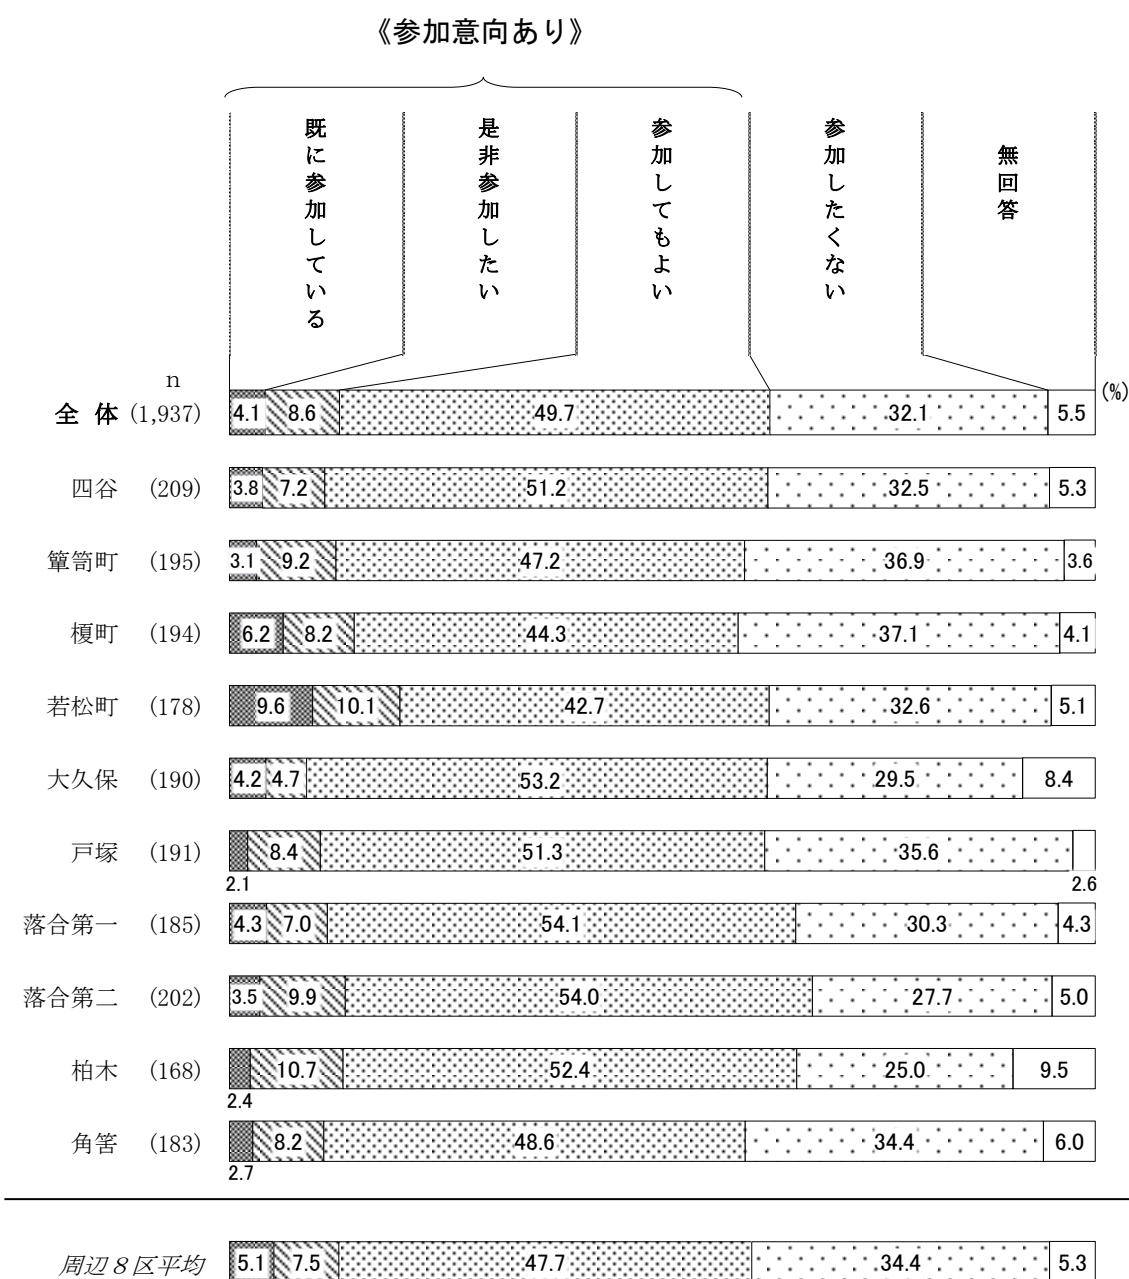 《参加意向あり》
既に参加している
是非参加したい
参加してもよい
参加したくない
無回答
n
(%)
全 体 (1,937) 4.1 8.6 49.7 32.1 5.5
四谷 (209) 3.8 7.2 51.2 32.5 5.3
簞笥町 (195) 3.1 9.2 47.2 36.9 3.6
榎町 (194) 6.2 8.2 44.3 37.1 4.1
若松町 (178) 9.6 10.1 42.7 32.6 5.1
大久保 (190) 4.2 4.7 53.2 29.5 8.4
戸塚 (191) 8.4 51.3 35.6
2.1 2.6
落合第一 (185) 4.3 7.0 54.1 30.3 4.3
落合第二 (202) 3.5 9.9 54.0 27.7 5.0
柏木 (168) 10.7 52.4 25.0 9.5
2.4
角筈 (183) 8.2 48.6 34.4 6.0
2.7
周辺８区平均 5.1 7.5 47.7 34.4 5.3